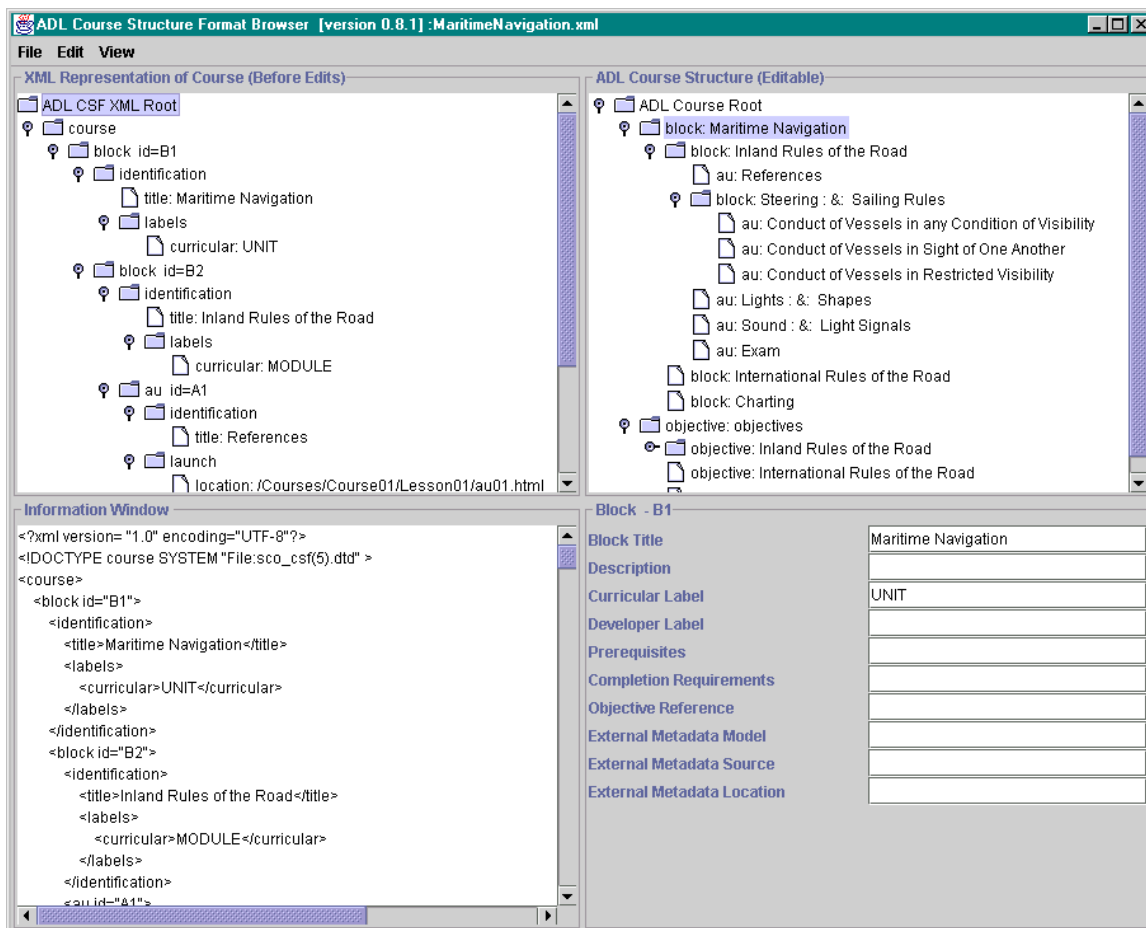 ADL Course Structure Format Browser [version 0.8.1] :MaritimeNavigation.xml
File Edit View
XML Representation of Course (Before Edits)
ADL CSF XML Root
course
block id=B1
identification
title: Maritime Navigation
labels
curricular: UNIT
block id=B2
identification
title: Inland Rules of the Road
labels
curricular: MODULE
au id=A1
identification
title: References
launch
location: /Courses/Course01/Lesson01/au01.html
ADL Course Structure (Editable)
ADL Course Root
block: Maritime Navigation
block: Inland Rules of the Road
au: References
block: Steering : &: Sailing Rules
au: Conduct of Vessels in any Condition of Visibility
au: Conduct of Vessels in Sight of One Another
au: Conduct of Vessels in Restricted Visibility
au: Lights : &: Shapes
au: Sound : &: Light Signals
au: Exam
block: International Rules of the Road
block: Charting
objective: objectives
objective: Inland Rules of the Road
objective: International Rules of the Road
Information Window
<?xml version= "1.0" encoding="UTF-8"?>
<!DOCTYPE course SYSTEM "File:sco_csf(5).dtd" >
<course>
<block id="B1">
<identification>
<title>Maritime Navigation</title>
<labels>
<curricular>UNIT</curricular>
</labels>
</identification>
<block id="B2">
<identification>
<title>Inland Rules of the Road</title>
<labels>
<curricular>MODULE</curricular>
</labels>
</identification>
<au id="A1">
Block - B1
Block Title Maritime Navigation
Description
Curricular Label UNIT
Developer Label
Prerequisites
Completion Requirements
Objective Reference
External Metadata Model
External Metadata Source
External Metadata Location